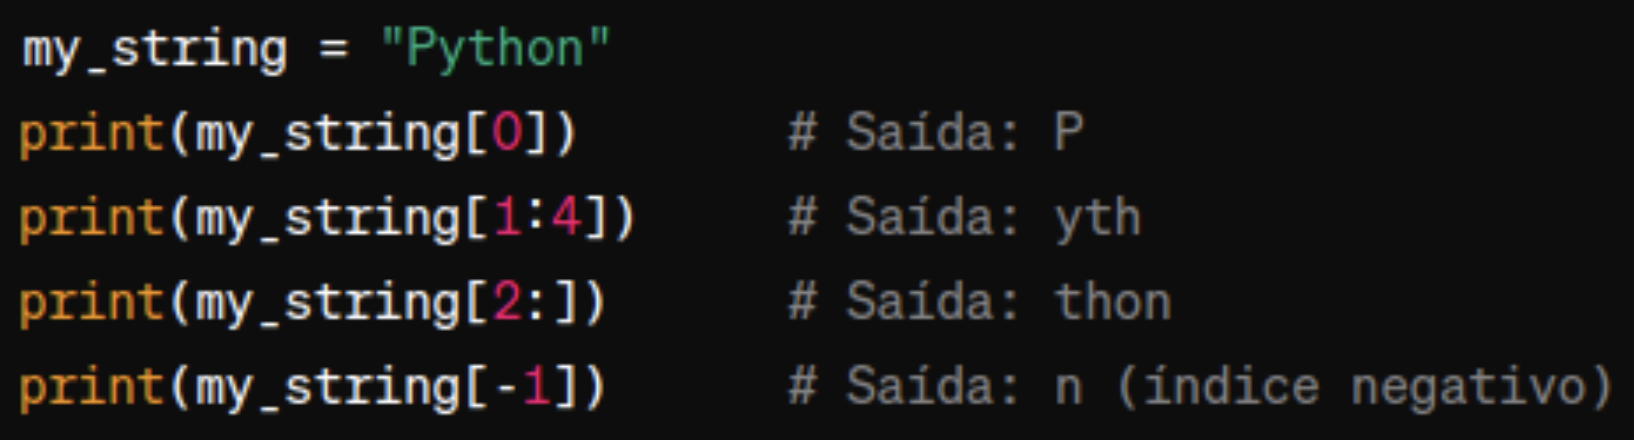 my_string = "Python"
print(my_string[0])       # Saída: P
print(my_string[1:4])     # Saída: yth
print(my_string[2:])      # Saída: thon
print(my_string[-1])      # Saída: n (índice negativo)